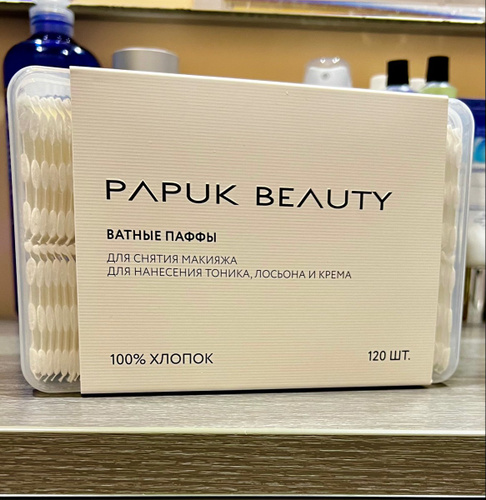 PAPUK BEAUTY
ВАТНЫЕ ПАФФЫ
ДЛЯ СНЯТИЯ МАКИЯЖА
ДЛЯ НАНЕСЕНИЯ ТОНИКА, ЛОСЬОНА И КРЕМА
100% ХЛОПОК
120 ШТ.